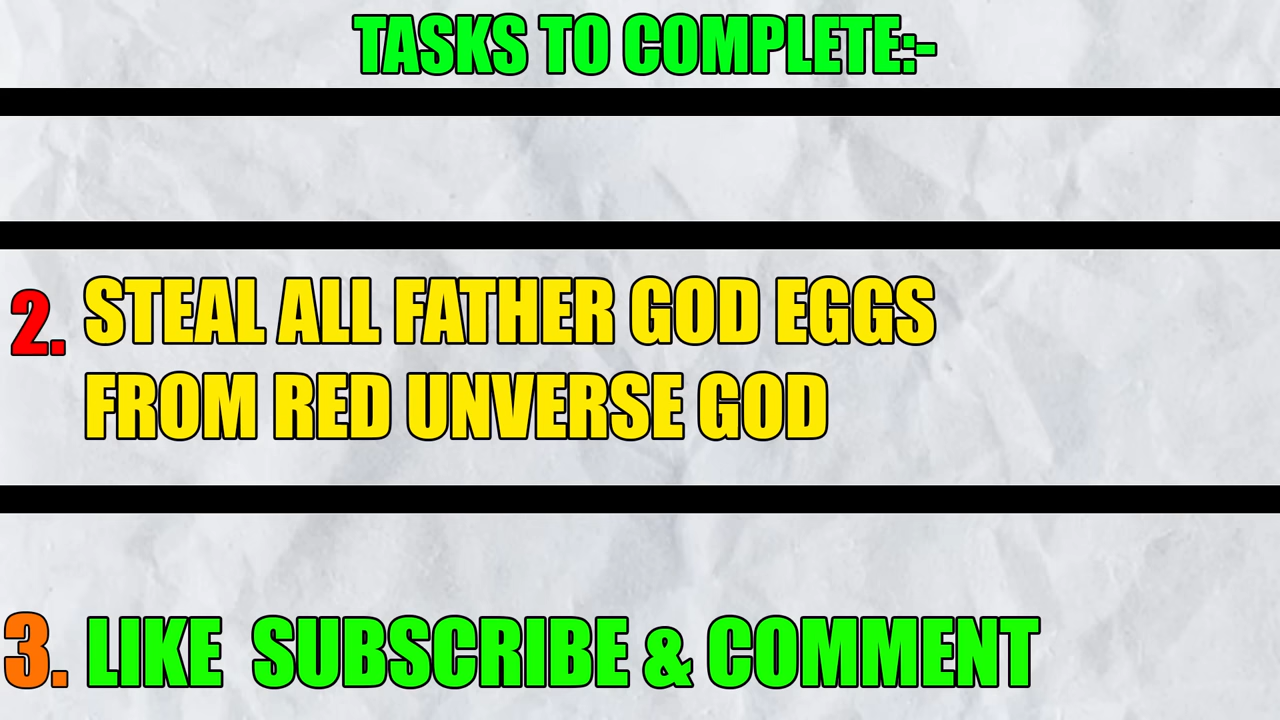 TASKS TO COMPLETE:-
2. STEAL ALL FATHER GOD EGGS
FROM RED UNVERSE GOD
3. LIKE SUBSCRIBE & COMMENT